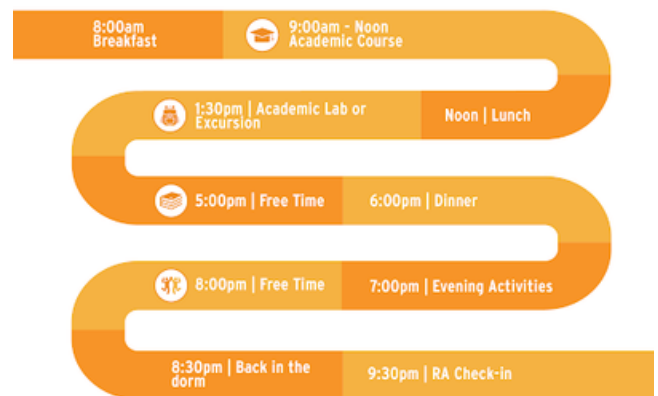 8:00am
Breakfast
9:00am - Noon
Academic Course
Noon | Lunch
1:30pm | Academic Lab or
Excursion
5:00pm | Free Time
6:00pm | Dinner
7:00pm | Evening Activities
8:00pm | Free Time
8:30pm | Back in the
dorm
9:30pm | RA Check-in